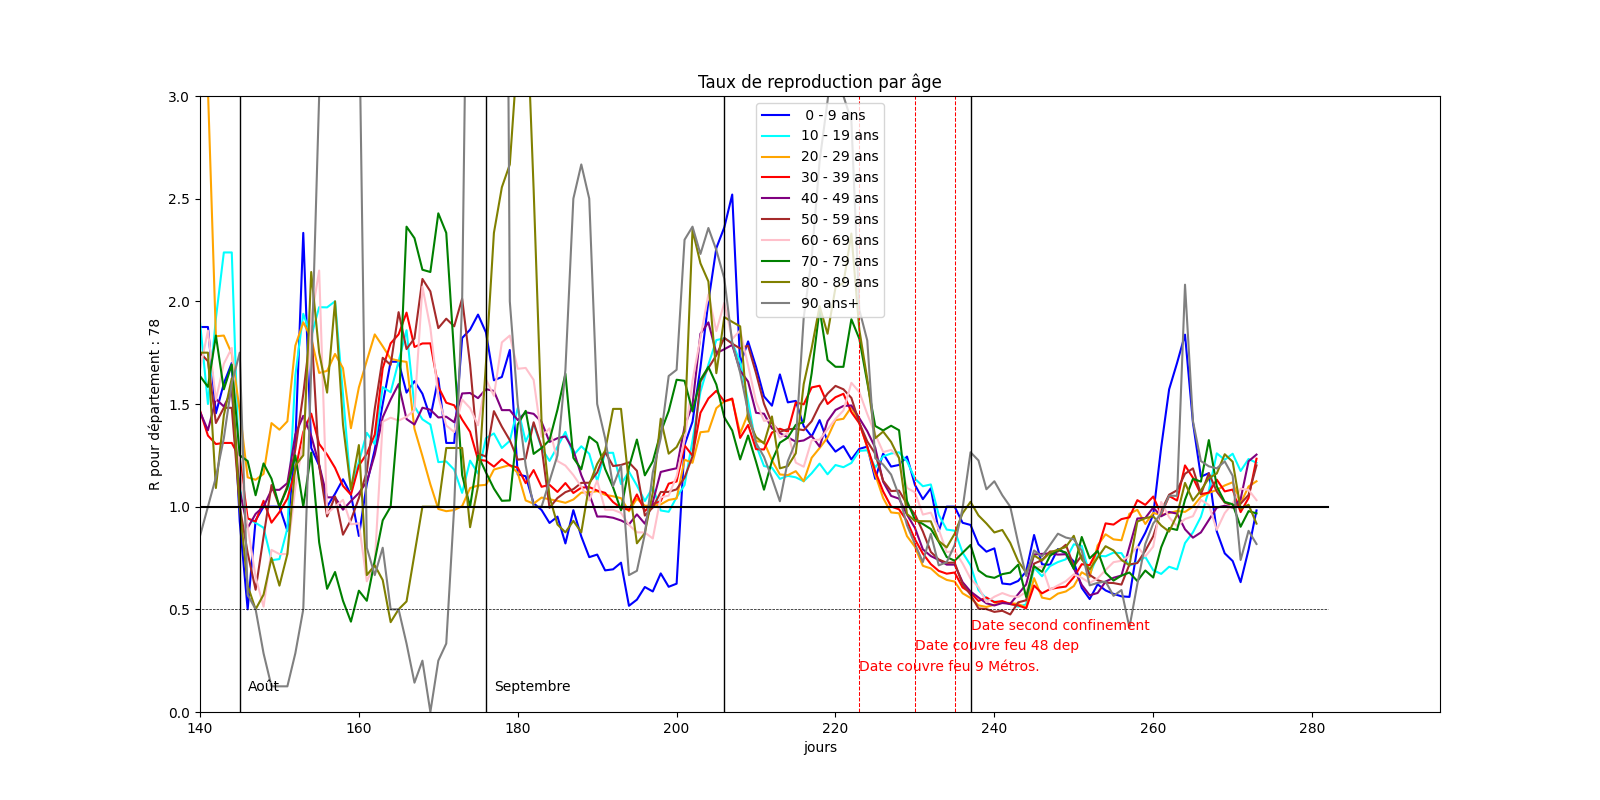 Taux de reproduction par âge
R pour département : 78
3.0
2.5
2.0
1.5
1.0
0.5
0.0
0 - 9 ans
10 - 19 ans
20 - 29 ans
30 - 39 ans
40 - 49 ans
50 - 59 ans
60 - 69 ans
70 - 79 ans
80 - 89 ans
90 ans+
Date second confinement
Date couvre feu 48 dep
Date couvre feu 9 Métros.
Août
Septembre
140 160 180 200 220 240 260 280
jours